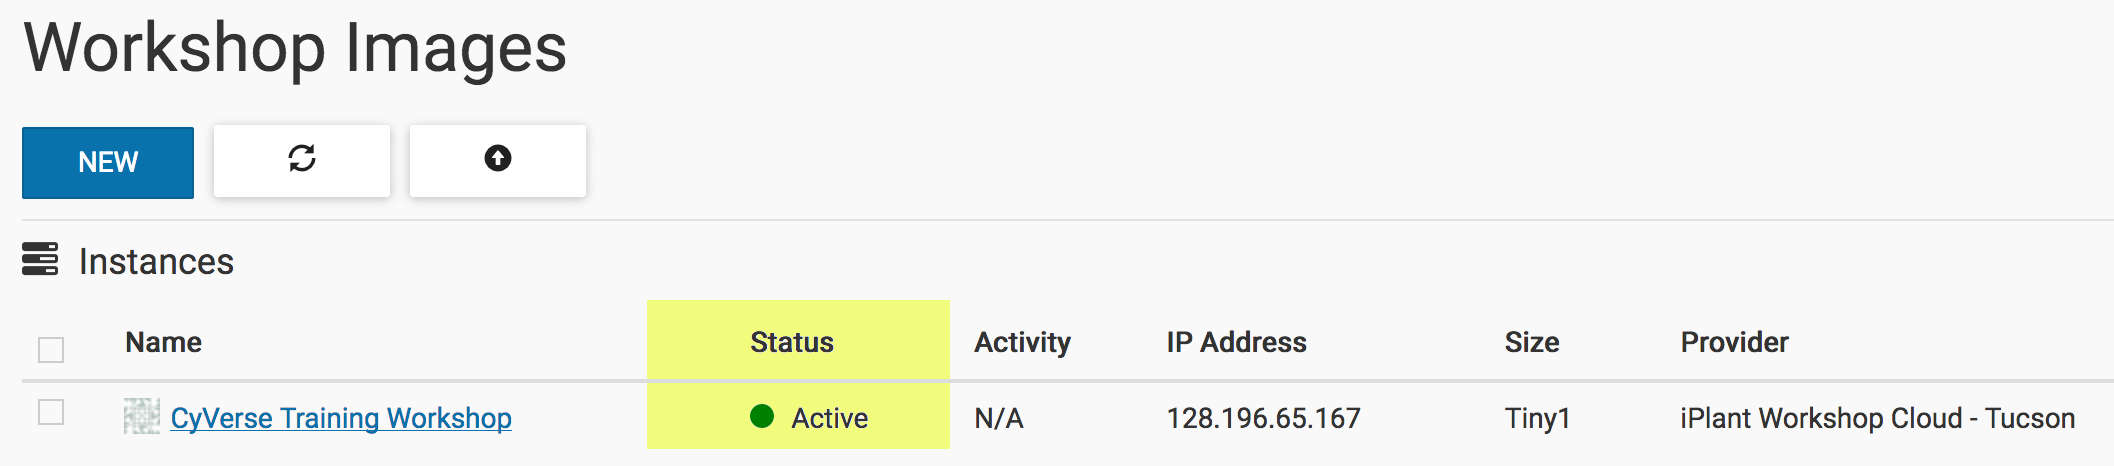 Workshop Images
NEW
Instances
Name Status Activity IP Address Size Provider
CyVerse Training Workshop Active N/A 128.196.65.167 Tiny1 iPlant Workshop Cloud - Tucson